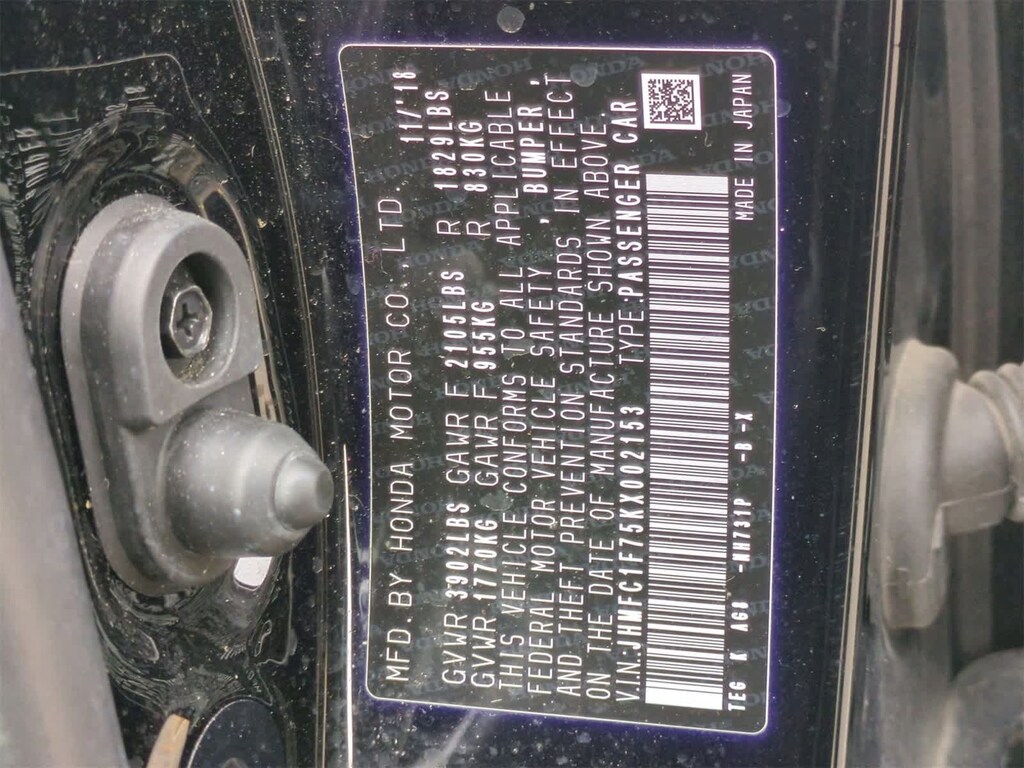 MFD. BY HONDA MOTOR CO., LTD 11/'18
GVWR 3902LBS GAWR F 2105LBS R 1829LBS
GVWR 1770KG GAWR F 955KG R 830KG
THIS VEHICLE CONFORMS TO ALL APPLICABLE
FEDERAL MOTOR VEHICLE SAFETY , BUMPER ,
AND THEFT PREVENTION STANDARDS IN EFFECT
ON THE DATE OF MANUFACTURE SHOWN ABOVE
V.I.N:JHMFC1F75KX002153 TYPE:PASSENGER CAR
TEG K AG0 -NH731P -B-X MADE IN JAPAN